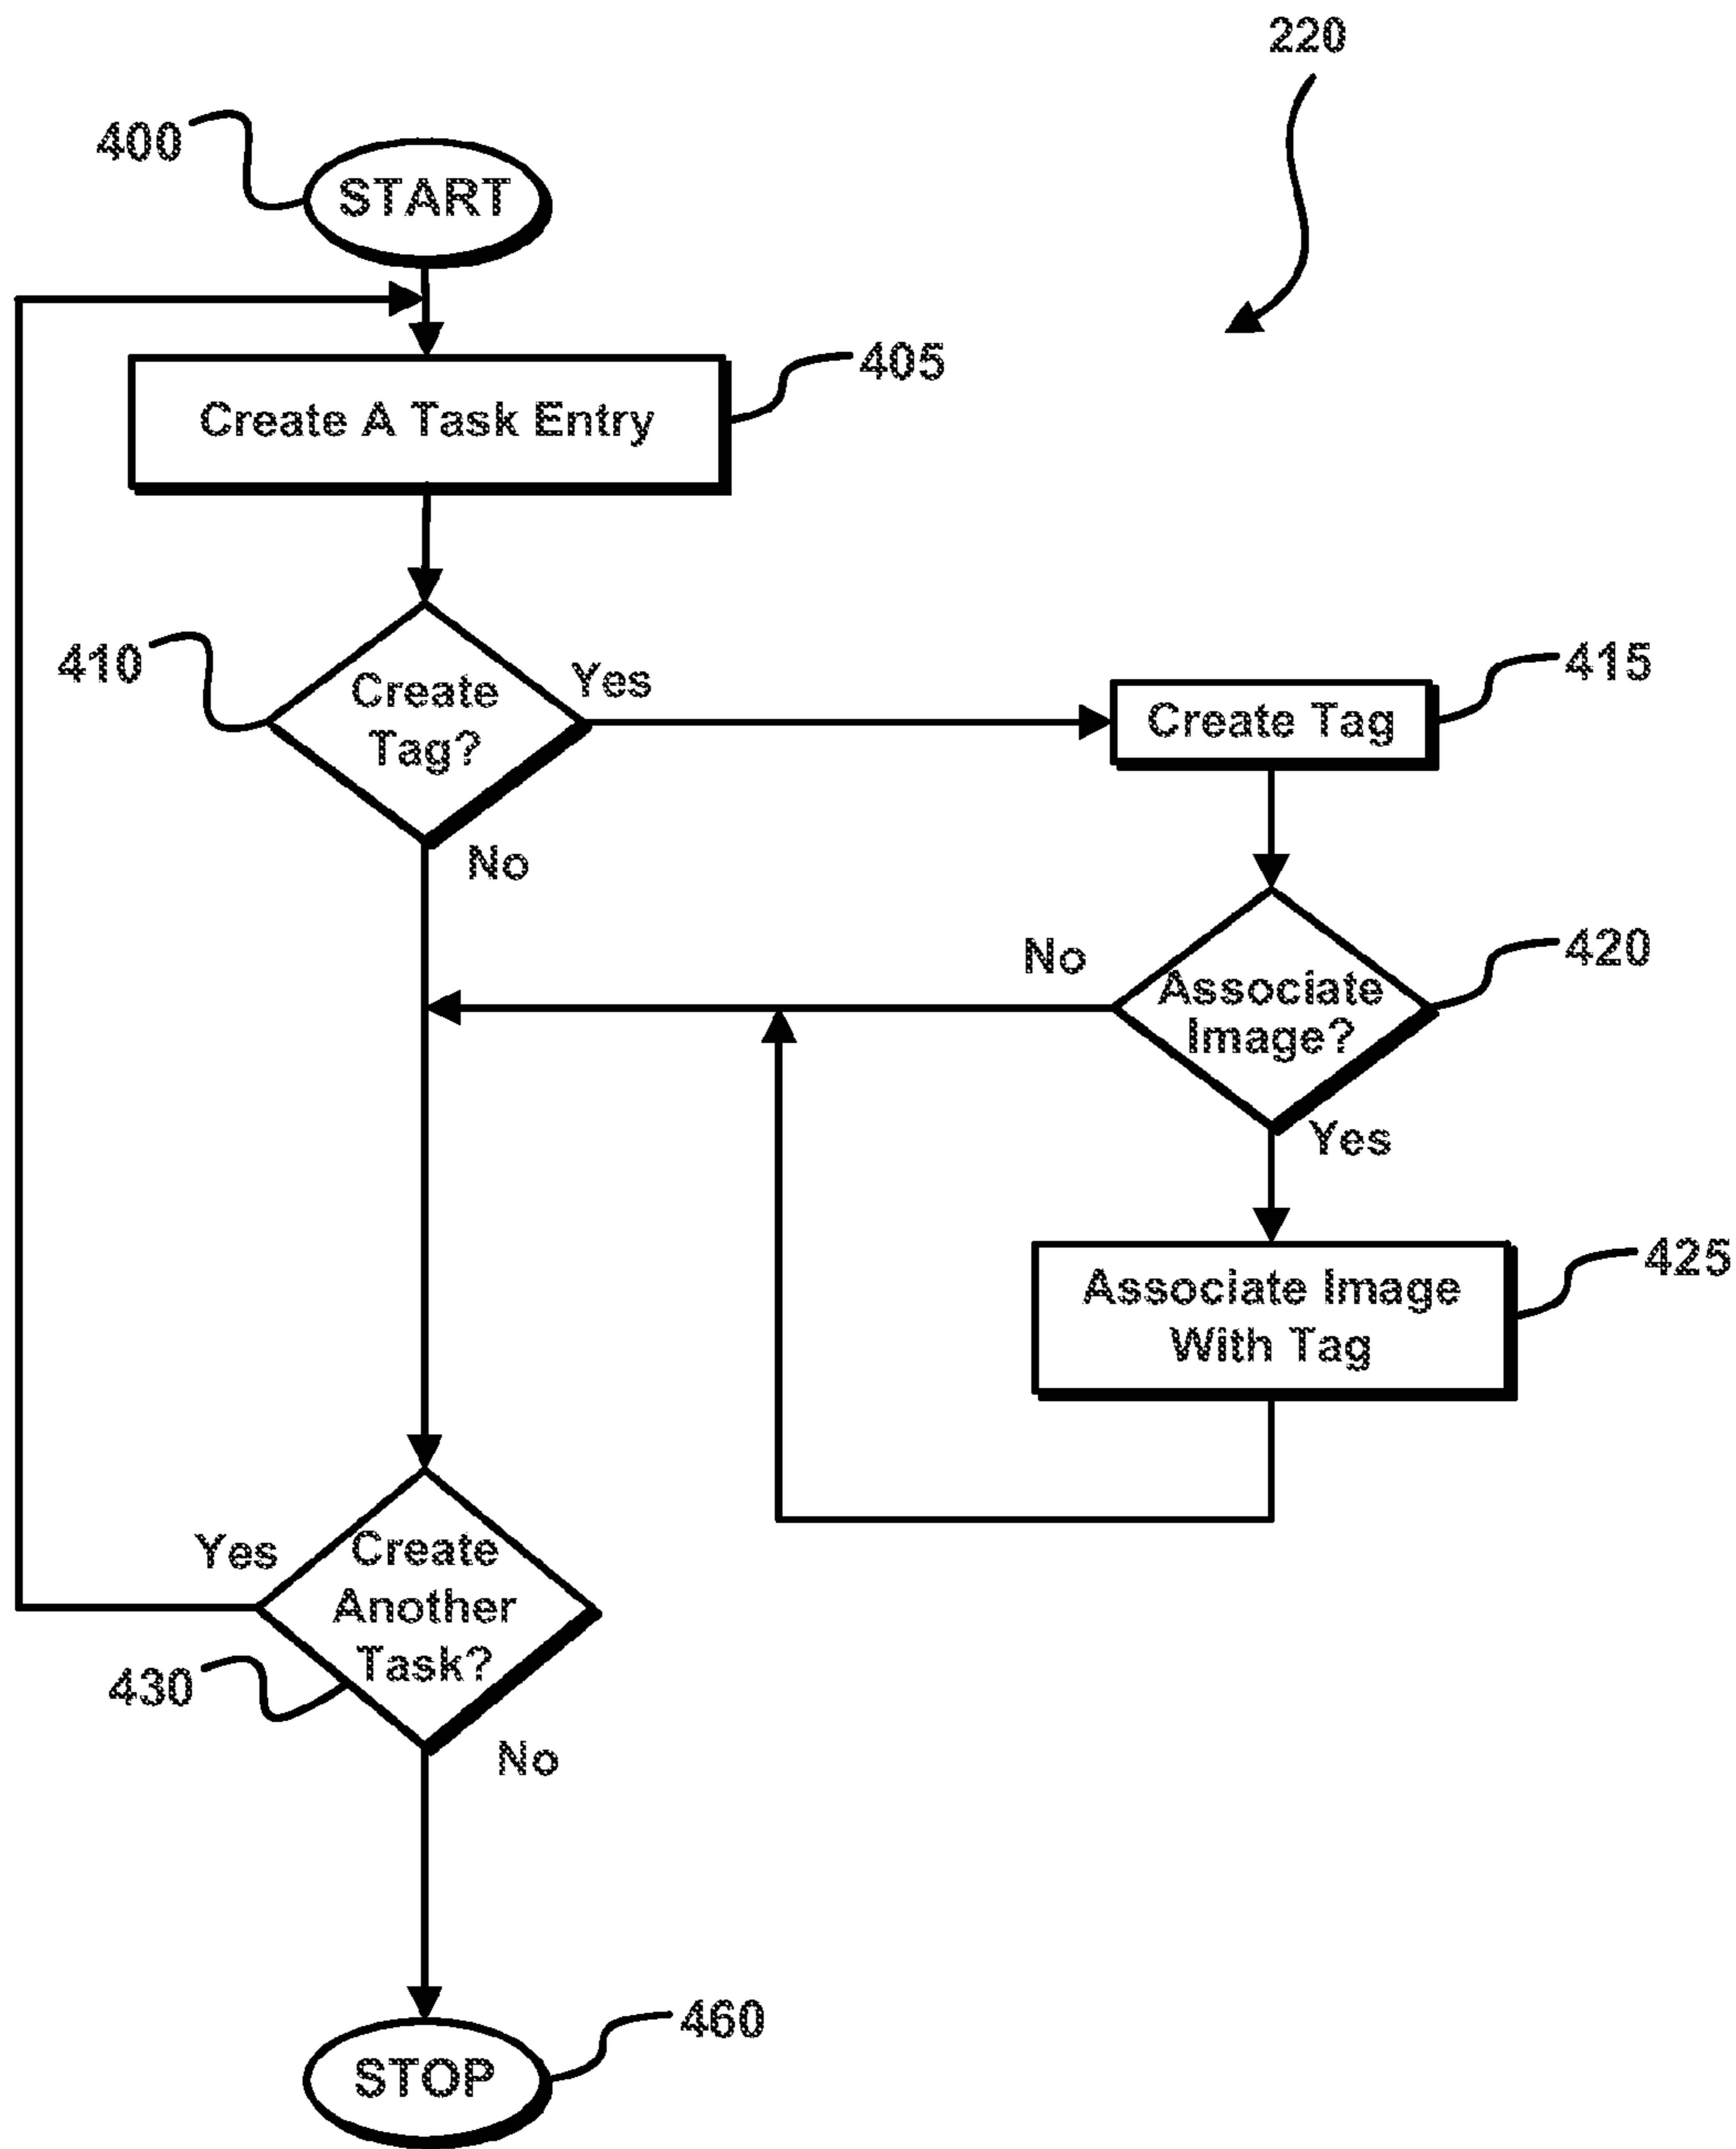 220
400
START
405
Create A Task Entry
410
Create
Tag?
Yes
No
415
Create Tag
420
Associate
Image?
No
Yes
425
Associate Image
With Tag
Yes
Create
Another
Task?
430
No
460
STOP